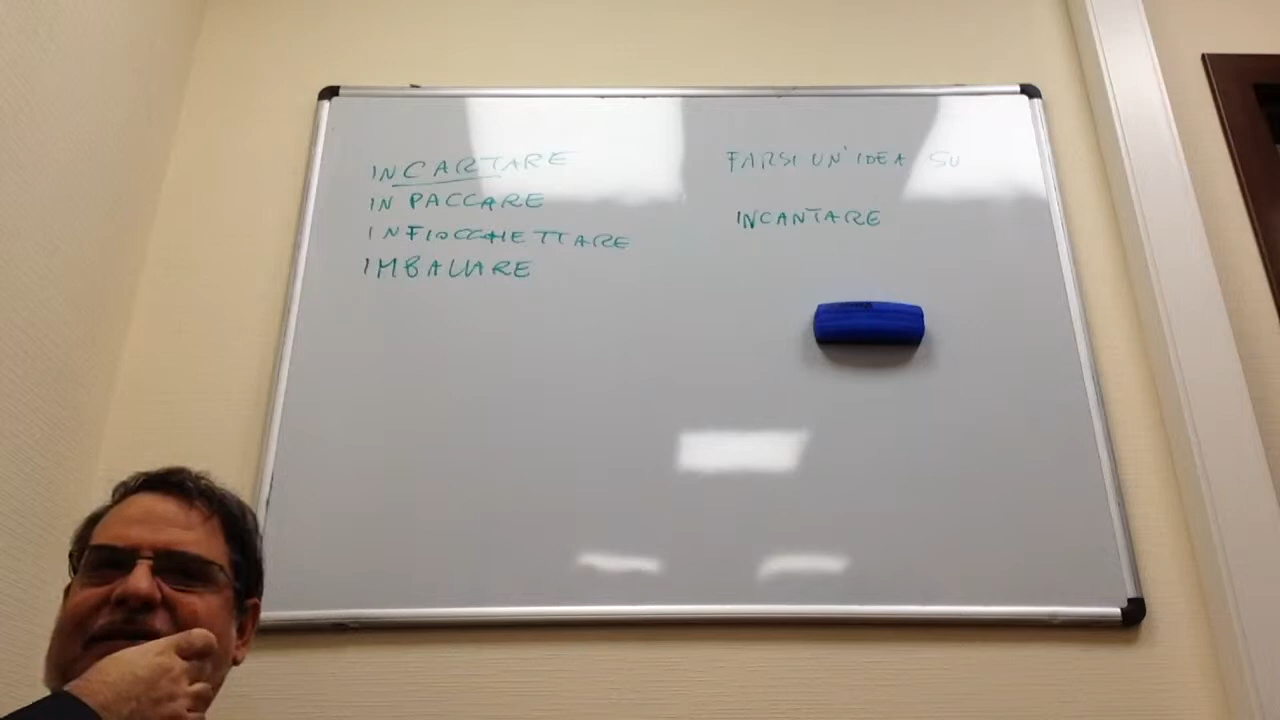 INCARTARE
IN PACCARE
INFIOCCHETTARE
IMBALLARE
FARSI UN'IDEA SU
INCANTARE